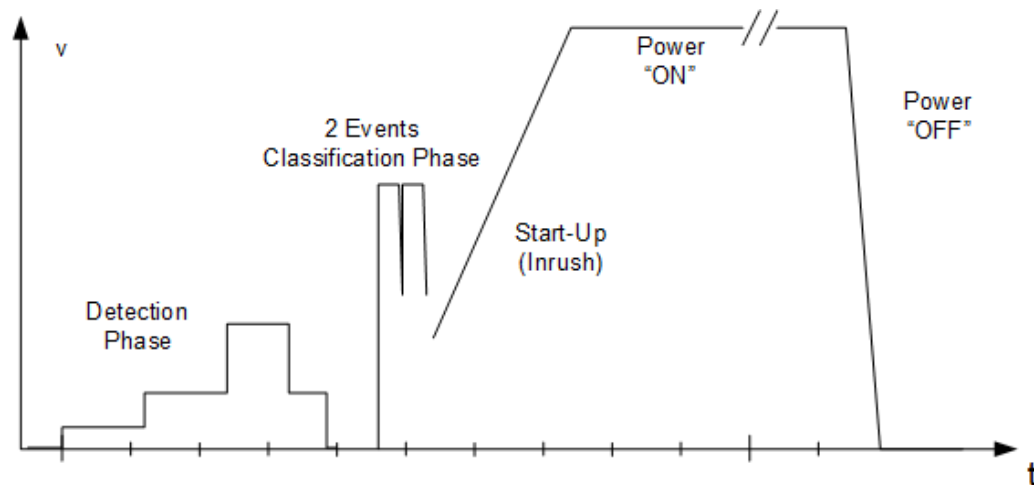 v
Power
“ON”
Power
“OFF”
2 Events
Classification Phase
Start-Up
(Inrush)
Detection
Phase
t